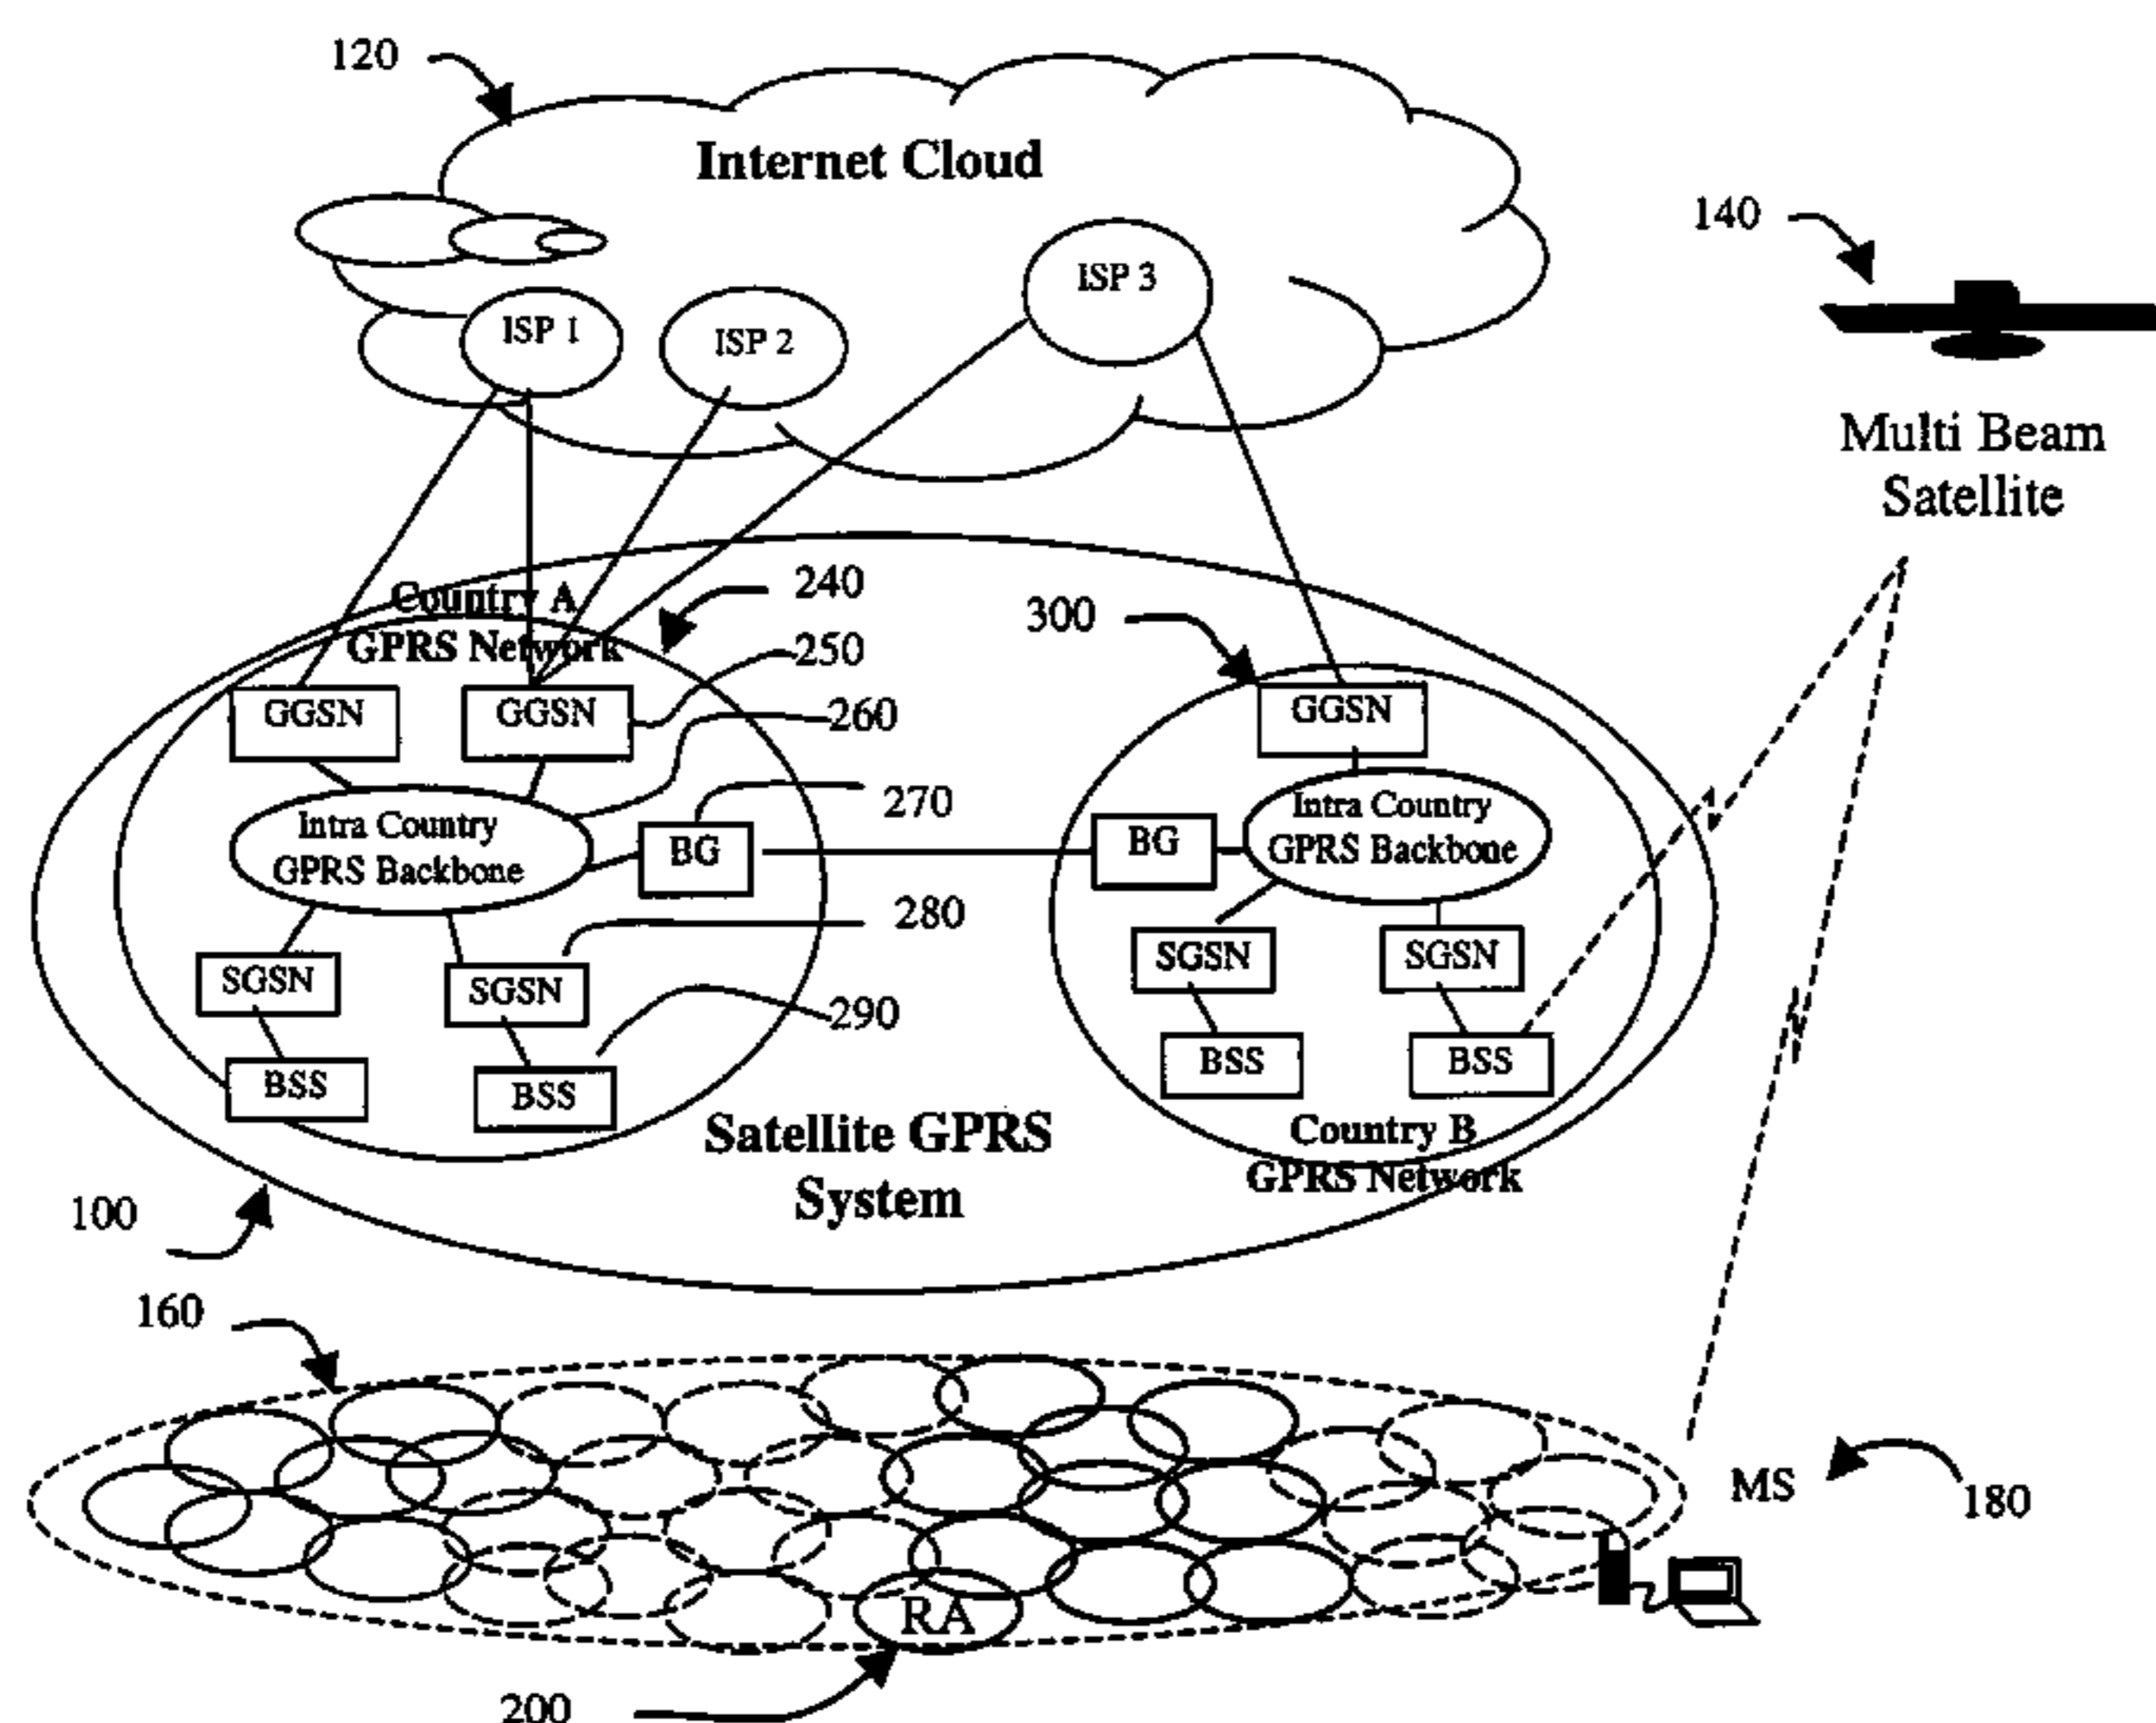 120
Internet Cloud
140
ISP 1
ISP 2
ISP 3
Multi Beam
Satellite
Country A
GPRS Network
240
250
260
270
280
290
300
GGSN
GGSN
GGSN
Intra Country
GPRS Backbone
BG
BG
Intra Country
GPRS Backbone
SGSN
SGSN
SGSN
SGSN
BSS
BSS
BSS
BSS
Satellite GPRS
System
Country B
GPRS Network
100
160
MS
180
RA
200